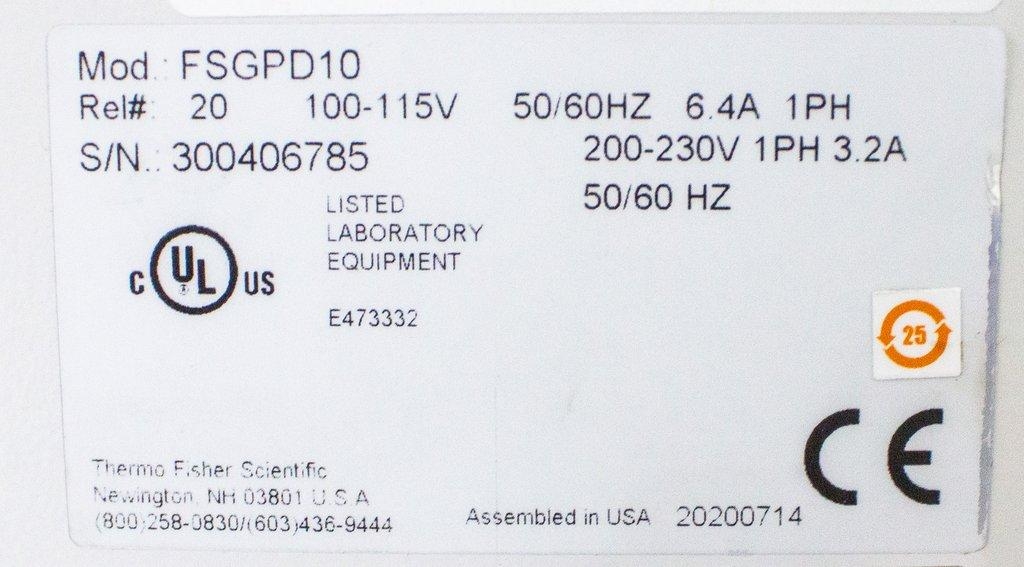 Mod.: FSGPD10
Rel#: 20 100-115V 50/60HZ 6.4A 1PH
S/N.: 300406785 200-230V 1PH 3.2A
50/60 HZ
LISTED
LABORATORY
EQUIPMENT
C UL ® US
E473332
25
CE
Thermo Fisher Scientific
Newington, NH 03801 U.S.A
(800)258-0830/(603)436-9444
Assembled in USA 20200714